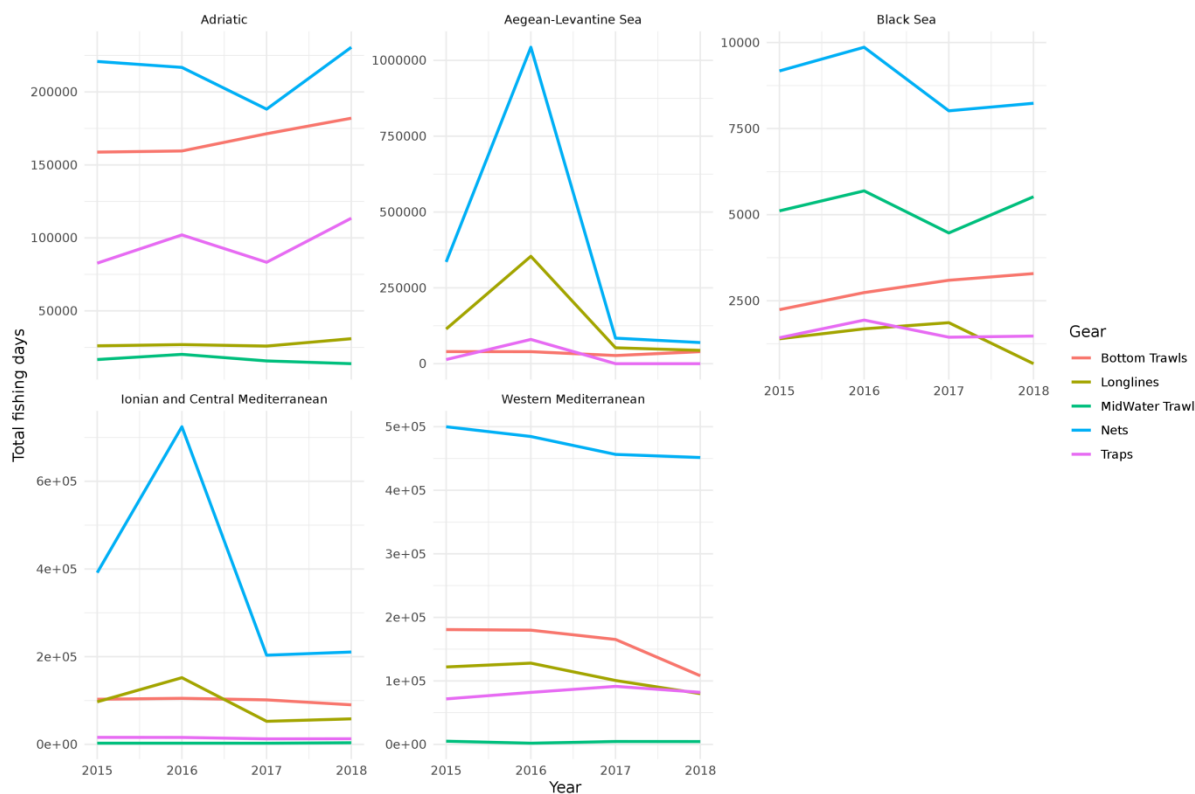 Adriatic
Aegean-Levantine Sea
Black Sea
200000
150000
100000
50000
1000000
750000
500000
250000
0
10000
7500
5000
2500
2015 2016 2017 2018
Ionian and Central Mediterranean
Western Mediterranean
6e+05
4e+05
2e+05
0e+00
5e+05
4e+05
3e+05
2e+05
1e+05
0e+00
2015 2016 2017 2018
2015 2016 2017 2018
Total fishing days
Year
Gear
Bottom Trawls
Longlines
MidWater Trawl
Nets
Traps